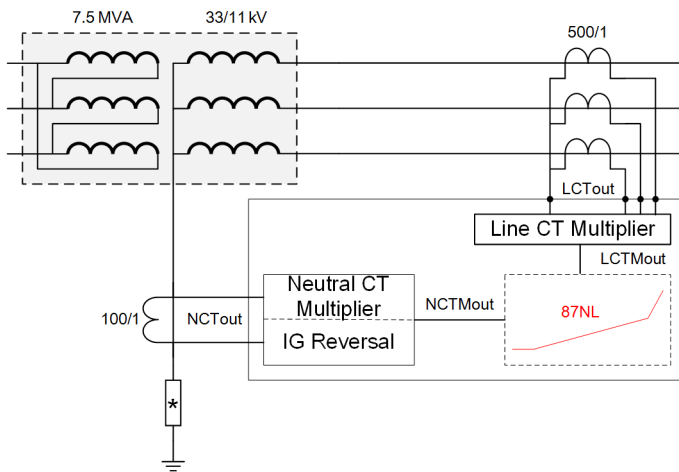 7.5 MVA
33/11 kV
500/1
LCTout
Line CT Multiplier
LCTMout
Neutral CT
Multiplier
IG Reversal
NCTMout
87NL
100/1
NCTout
*